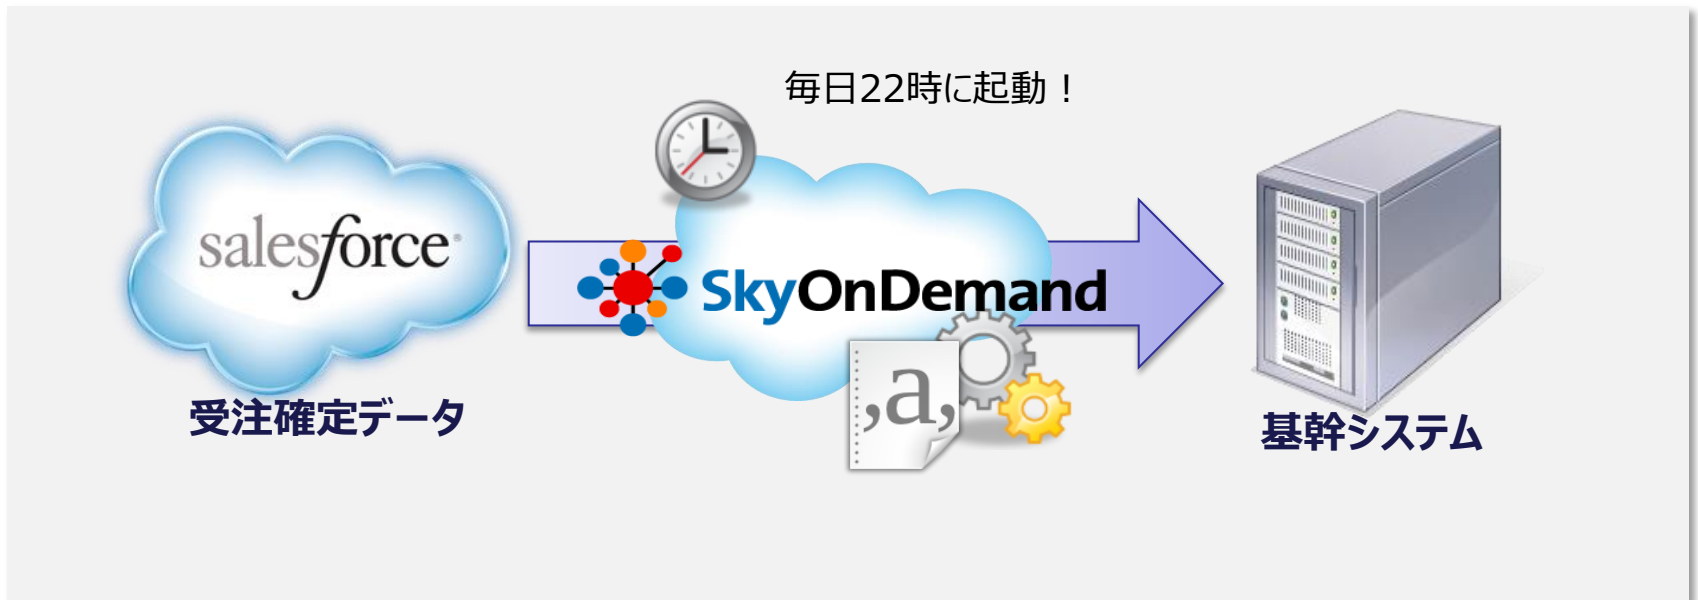 毎日22時に起動！
salesforce
SkyOnDemand
,a,
受注確定データ
基幹システム